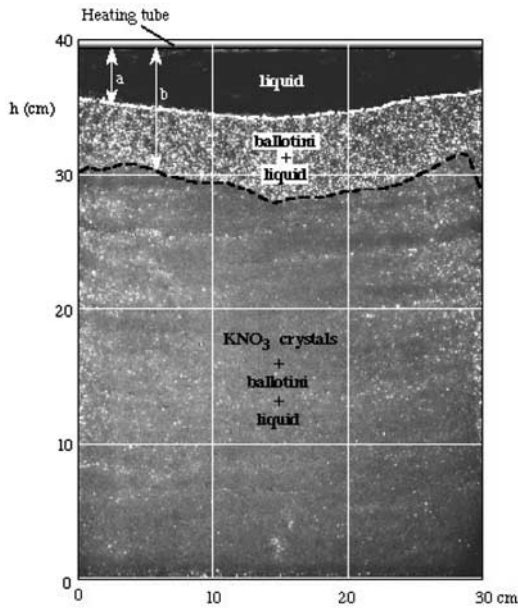 Heating tube
40
a
b
liquid
h (cm)
ballotini
+
liquid
30
20
KNO₃ crystals
+
ballotini
+
liquid
10
0
0
10
20
30 cm